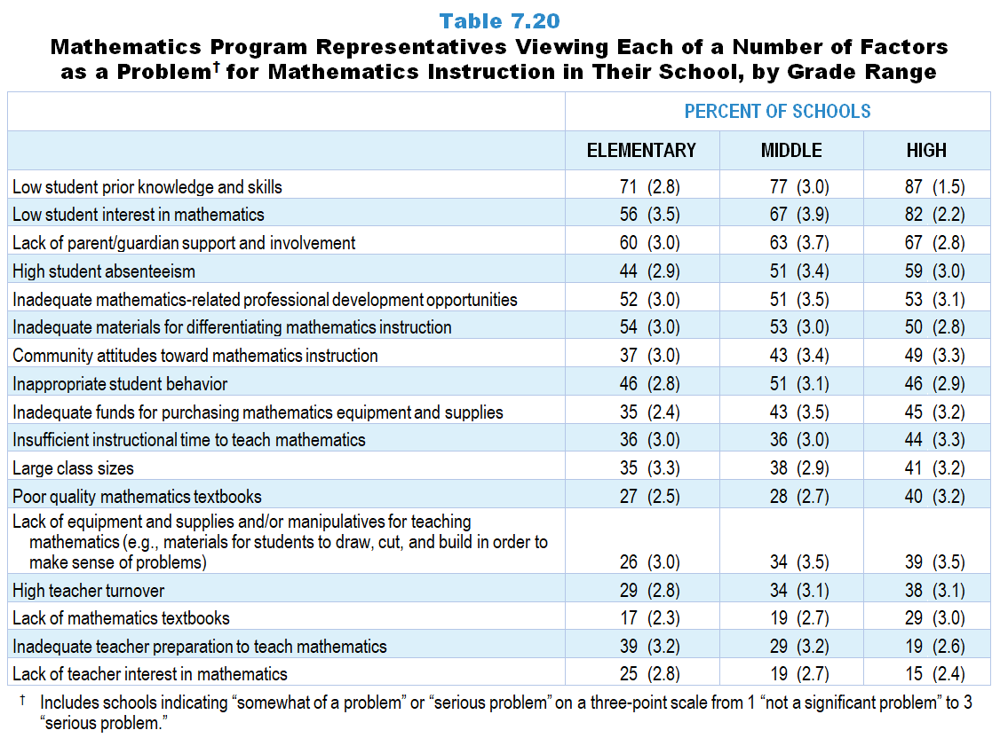 Table 7.20
Mathematics Program Representatives Viewing Each of a Number of Factors
as a Problem† for Mathematics Instruction in Their School, by Grade Range
PERCENT OF SCHOOLS
ELEMENTARY MIDDLE HIGH
Low student prior knowledge and skills 71 (2.8) 77 (3.0) 87 (1.5)
Low student interest in mathematics 56 (3.5) 67 (3.9) 82 (2.2)
Lack of parent/guardian support and involvement 60 (3.0) 63 (3.7) 67 (2.8)
High student absenteeism 44 (2.9) 51 (3.4) 59 (3.0)
Inadequate mathematics-related professional development opportunities 52 (3.0) 51 (3.5) 53 (3.1)
Inadequate materials for differentiating mathematics instruction 54 (3.0) 53 (3.0) 50 (2.8)
Community attitudes toward mathematics instruction 37 (3.0) 43 (3.4) 49 (3.3)
Inappropriate student behavior 46 (2.8) 51 (3.1) 46 (2.9)
Inadequate funds for purchasing mathematics equipment and supplies 35 (2.4) 43 (3.5) 45 (3.2)
Insufficient instructional time to teach mathematics 36 (3.0) 36 (3.0) 44 (3.3)
Large class sizes 35 (3.3) 38 (2.9) 41 (3.2)
Poor quality mathematics textbooks 27 (2.5) 28 (2.7) 40 (3.2)
Lack of equipment and supplies and/or manipulatives for teaching
mathematics (e.g., materials for students to draw, cut, and build in order to
make sense of problems) 26 (3.0) 34 (3.5) 39 (3.5)
High teacher turnover 29 (2.8) 34 (3.1) 38 (3.1)
Lack of mathematics textbooks 17 (2.3) 19 (2.7) 29 (3.0)
Inadequate teacher preparation to teach mathematics 39 (3.2) 29 (3.2) 19 (2.6)
Lack of teacher interest in mathematics 25 (2.8) 19 (2.7) 15 (2.4)
† Includes schools indicating “somewhat of a problem” or “serious problem” on a three-point scale from 1 “not a significant problem” to 3
“serious problem.”